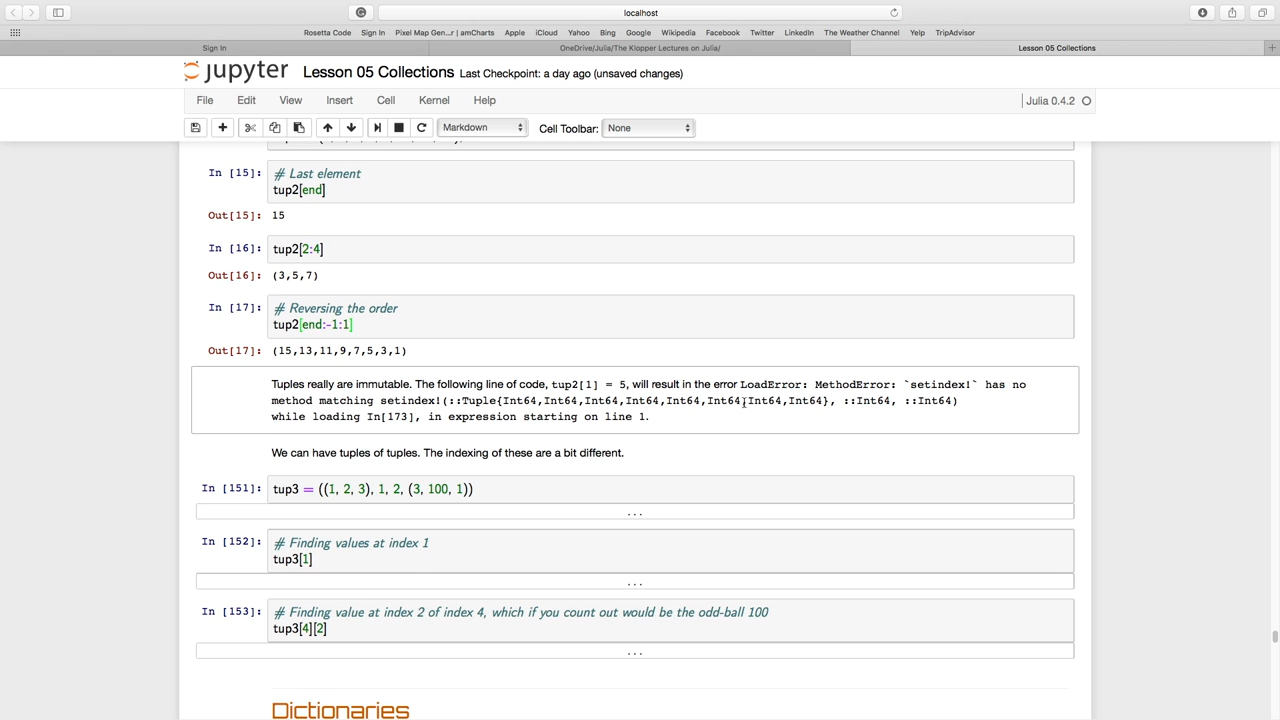 localhost
Rosetta Code Sign In Pixel Map Gen...r | amCharts Apple iCloud Yahoo Bing Google Wikipedia Facebook Twitter LinkedIn The Weather Channel Yelp TripAdvisor
Sign In OneDrive/Julia/The Klopper Lectures on Julia/ Lesson 05 Collections
jupyter Lesson 05 Collections Last Checkpoint: a day ago (unsaved changes)
File Edit View Insert Cell Kernel Help Julia 0.4.2
Markdown Cell Toolbar: None
In [15]: # Last element
tup2[end]
Out[15]: 15
In [16]: tup2[2:4]
Out[16]: (3,5,7)
In [17]: # Reversing the order
tup2[end:-1:1]
Out[17]: (15,13,11,9,7,5,3,1)
Tuples really are immutable. The following line of code, tup2[1] = 5, will result in the error LoadError: MethodError: `setindex!` has no
method matching setindex!(::Tuple{Int64,Int64,Int64,Int64,Int64,Int64,Int64,Int64}, ::Int64, ::Int64)
while loading In[173], in expression starting on line 1.
We can have tuples of tuples. The indexing of these are a bit different.
In [151]: tup3 = ((1, 2, 3), 1, 2, (3, 100, 1))
...
In [152]: # Finding values at index 1
tup3[1]
...
In [153]: # Finding value at index 2 of index 4, which if you count out would be the odd-ball 100
tup3[4][2]
...
Dictionaries